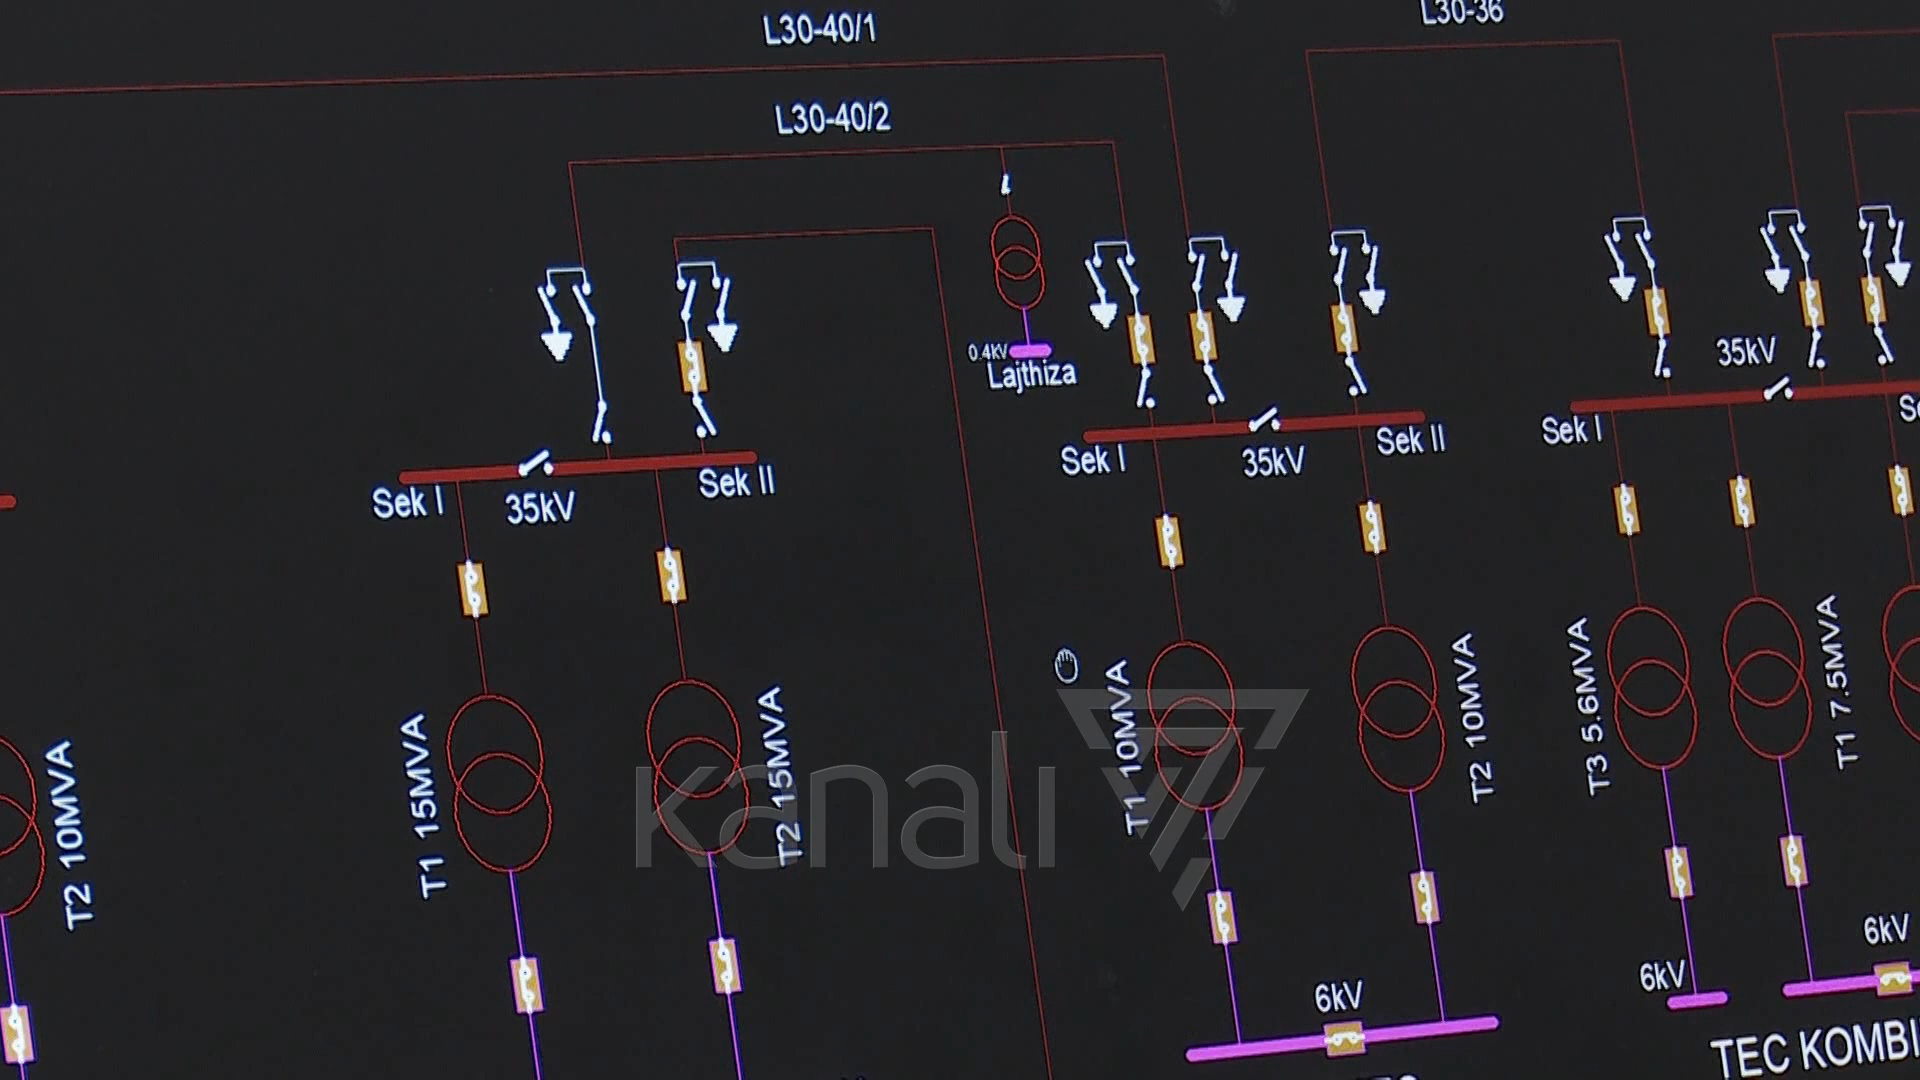 L30-40/1
L30-36
L30-40/2
0.4kV
Lajthiza
35kV
Sek I
Sek II
35kV
Sek I
35kV
Sek II
Sek I
T2 10MVA
T1 15MVA
T2 15MVA
T1 10MVA
T2 10MVA
T3 5.6MVA
T1 7.5MVA
kanali 7
6kV
6kV
6kV
TEC KOMBI